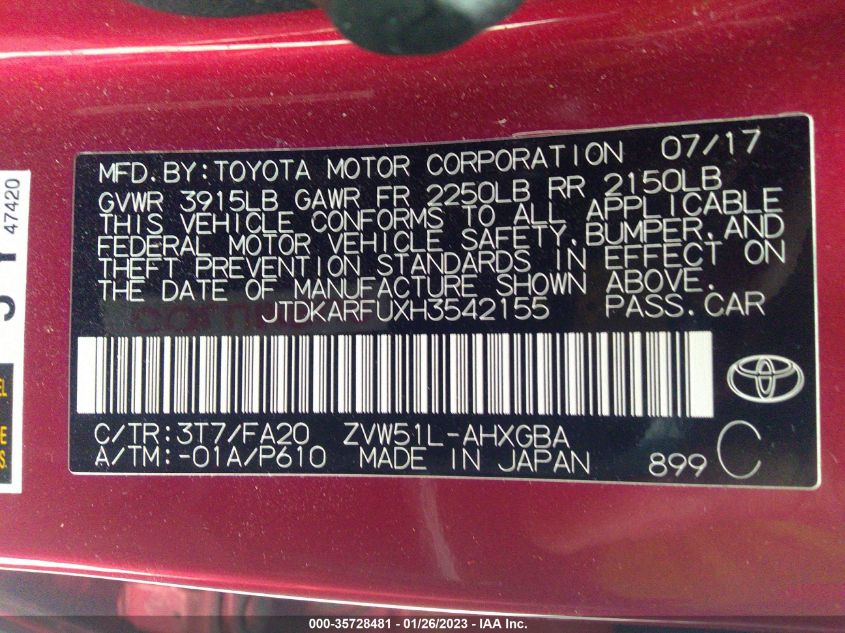 MFD.BY:TOYOTA MOTOR CORPORATION 07/17
GVWR 3915LB GAWR FR 2250LB RR 2150LB
THIS VEHICLE CONFORMS TO ALL APPLICABLE
FEDERAL MOTOR VEHICLE SAFETY,BUMPER,AND
THEFT PREVENTION STANDARDS IN EFFECT ON
THE DATE OF MANUFACTURE SHOWN ABOVE.
JTDKARFUXH3542155 PASS.CAR
C/TR:3T7/FA20 ZVW51L-AHXGBA
A/TM:-01A/P610 MADE IN JAPAN 899 C
47420
000-35728481 - 01/26/2023 - IAA Inc.